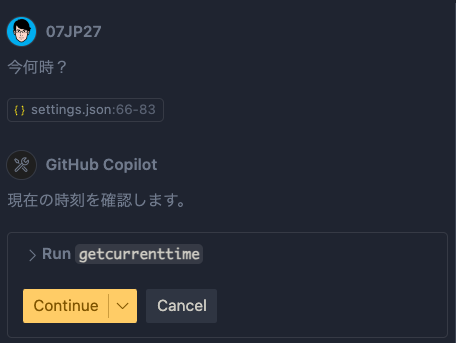 07JP27
今何時？
{ } settings.json:66-83
GitHub Copilot
現在の時刻を確認します。
Run getcurrenttime
Continue
Cancel